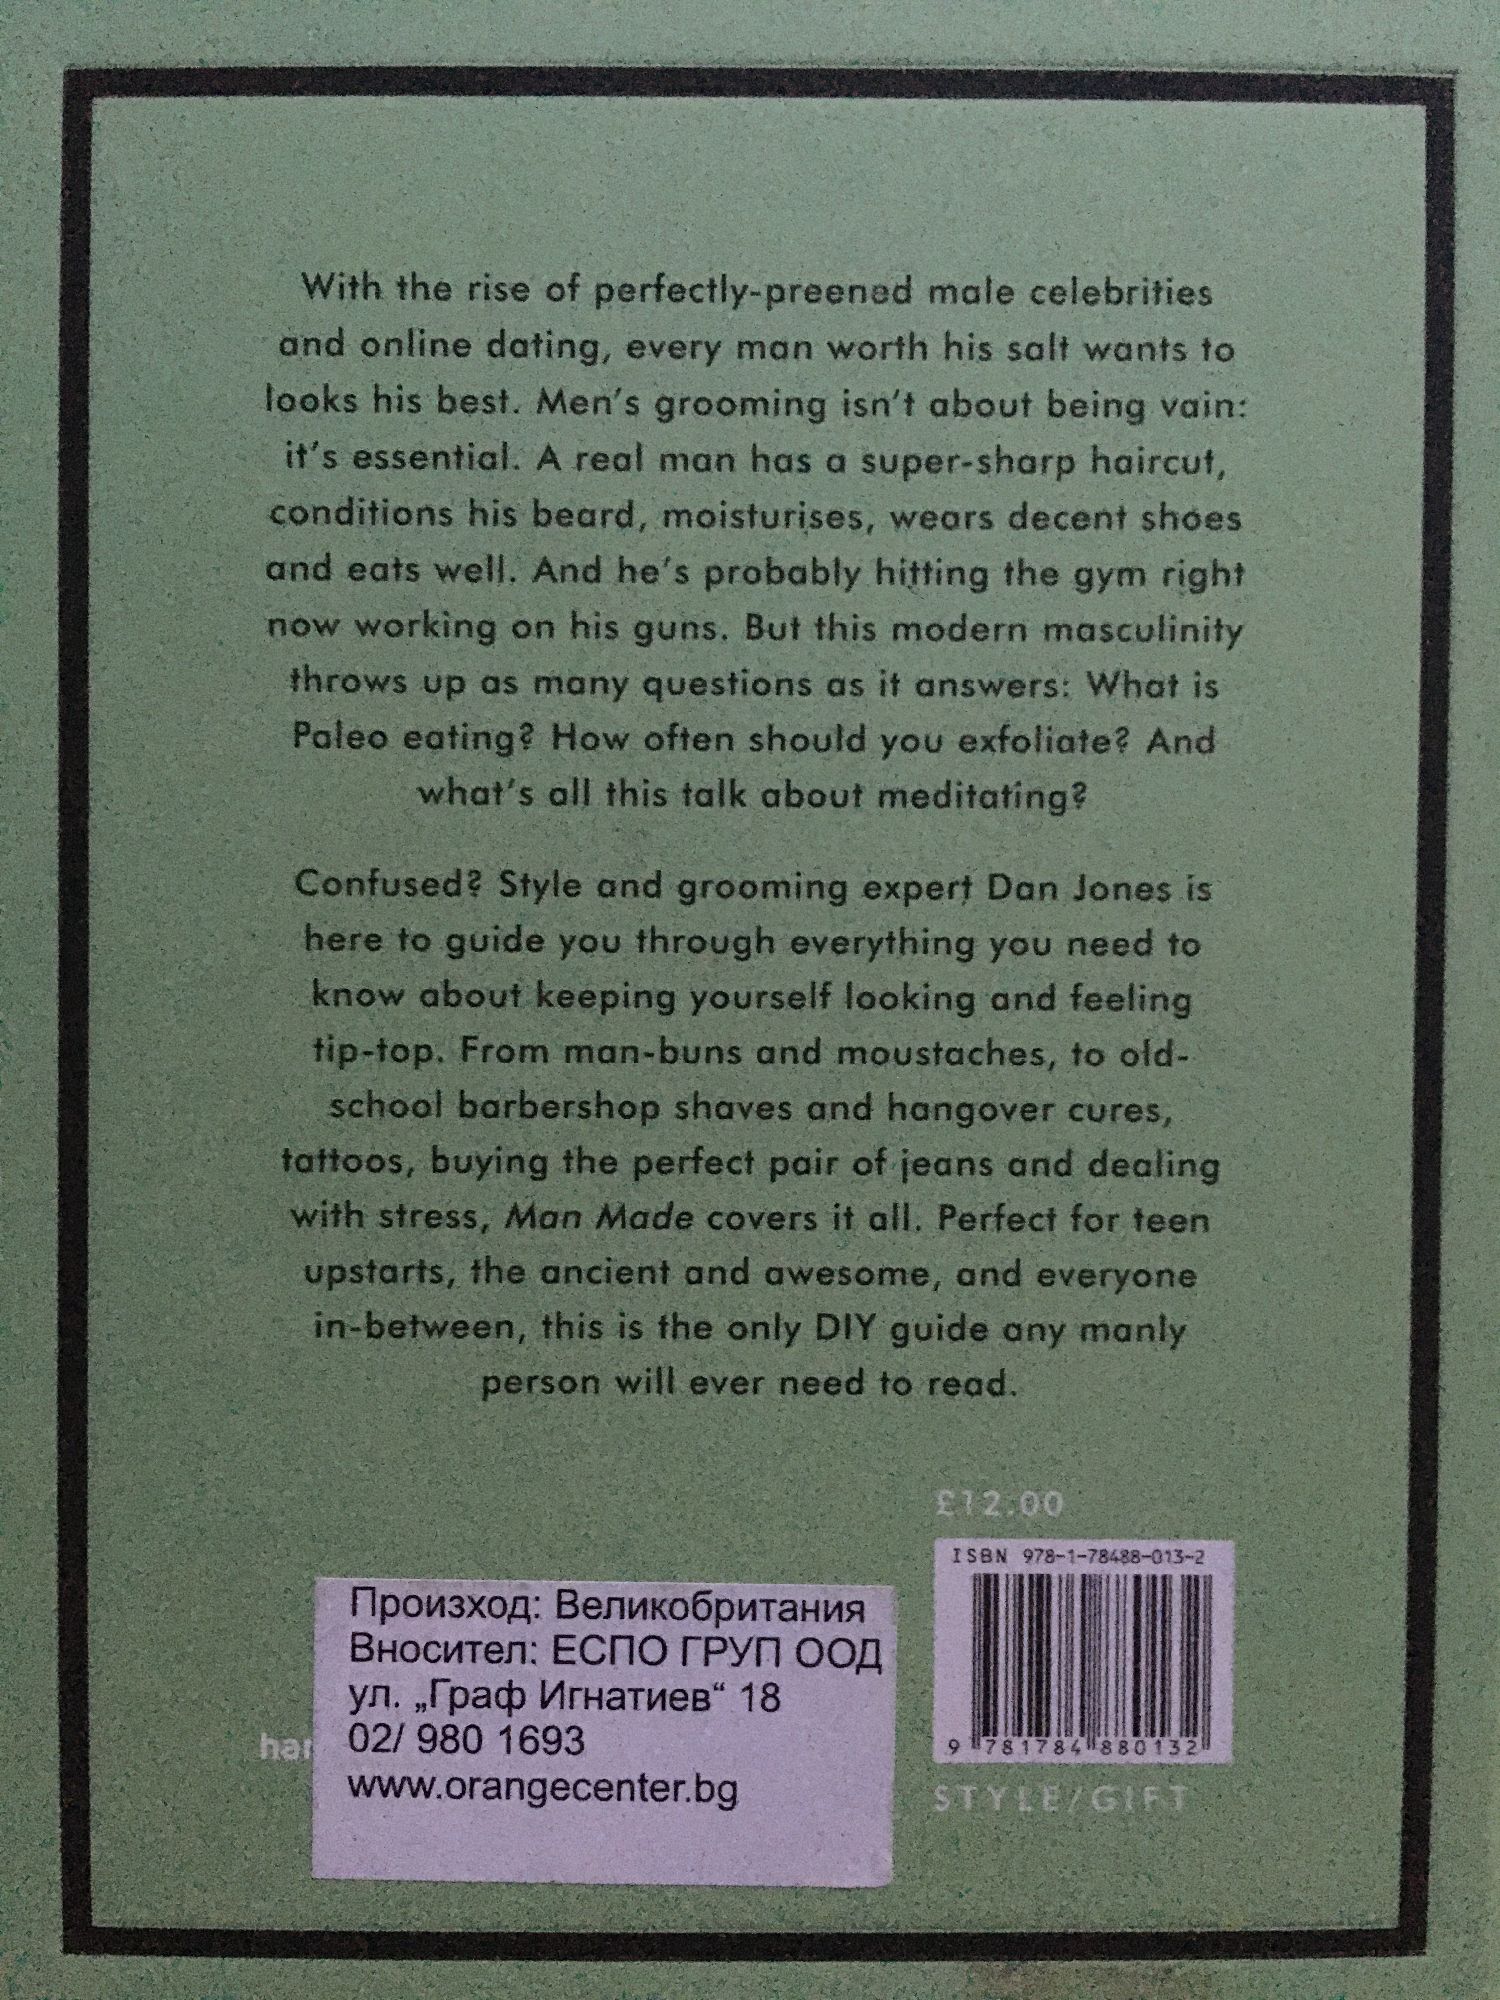 With the rise of perfectly-preened male celebrities
and online dating, every man worth his salt wants to
looks his best. Men's grooming isn't about being vain:
it's essential. A real man has a super-sharp haircut,
conditions his beard, moisturises, wears decent shoes
and eats well. And he's probably hitting the gym right
now working on his guns. But this modern masculinity
throws up as many questions as it answers: What is
Paleo eating? How often should you exfoliate? And
what's all this talk about meditating?
Confused? Style and grooming expert Dan Jones is
here to guide you through everything you need to
know about keeping yourself looking and feeling
tip-top. From man-buns and moustaches, to old-
school barbershop shaves and hangover cures,
tattoos, buying the perfect pair of jeans and dealing
with stress, Man Made covers it all. Perfect for teen
upstarts, the ancient and awesome, and everyone
in-between, this is the only DIY guide any manly
person will ever need to read.
£12.00
ISBN 978-1-78488-013-2
9 781784 880132
STYLE/GIFT
Произход: Великобритания
Вносител: ЕСПО ГРУП ООД
ул. „Граф Игнатиев“ 18
02/ 980 1693
www.orangecenter.bg